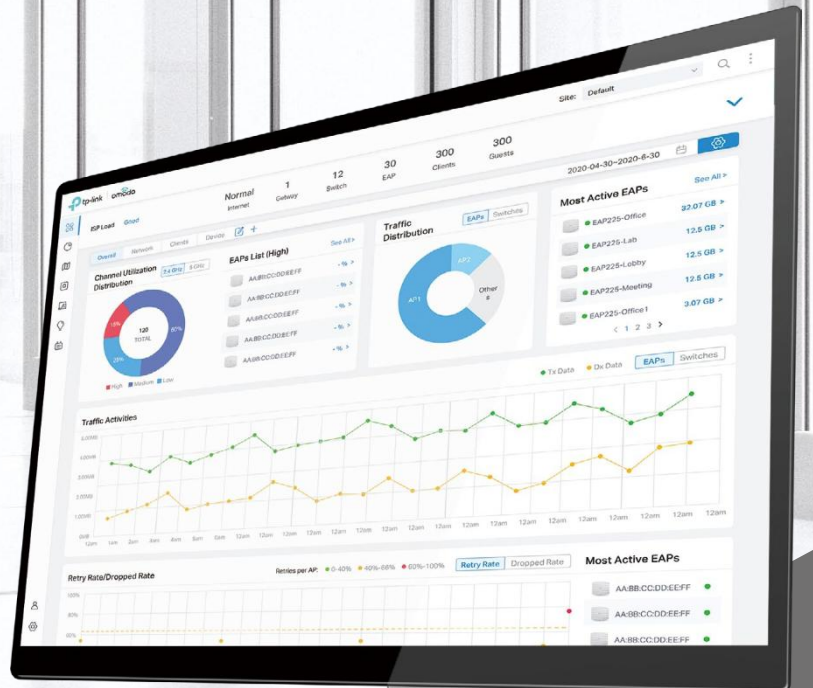 tp-link | omada
Site: Default
Normal
Internet
1
Getway
12
Switch
30
EAP
300
Clients
300
Guests
ISP Load Good
2020-04-30~2020-6-30
Overall Network Clients Device
Channel Utilization
Distribution
2.4 GHz 5 GHz
120
TOTAL
60%
High Medium Low
EAPs List (High)
See All >
AA:BB:CC:DD:EE:FF - % >
AA:BB:CC:DD:EE:FF - % >
AA:BB:CC:DD:EE:FF - % >
AA:BB:CC:DD:EE:FF - % >
AA:BB:CC:DD:EE:FF - % >
Traffic
Distribution
EAPs Switches
AP1
AP2
Other
s
Most Active EAPs
See All >
EAP225-Office 32.07 GB >
EAP225-Lab 12.5 GB >
EAP225-Lobby 12.5 GB >
EAP225-Meeting 12.5 GB >
EAP225-Office1 3.07 GB >
< 1 2 3 >
Traffic Activities
Tx Data Dx Data EAPs Switches
12am 12am 12am 12am 12am 12am 12am 12am 12am 12am 12am 12am
Retry Rate/Dropped Rate
Retries per AP: 0-40% 60%-100%
Retry Rate Dropped Rate
100%
80%
60%
Most Active EAPs
AA:BB:CC:DD:EE:FF
AA:BB:CC:DD:EE:FF
AA:BB:CC:DD:EE:FF